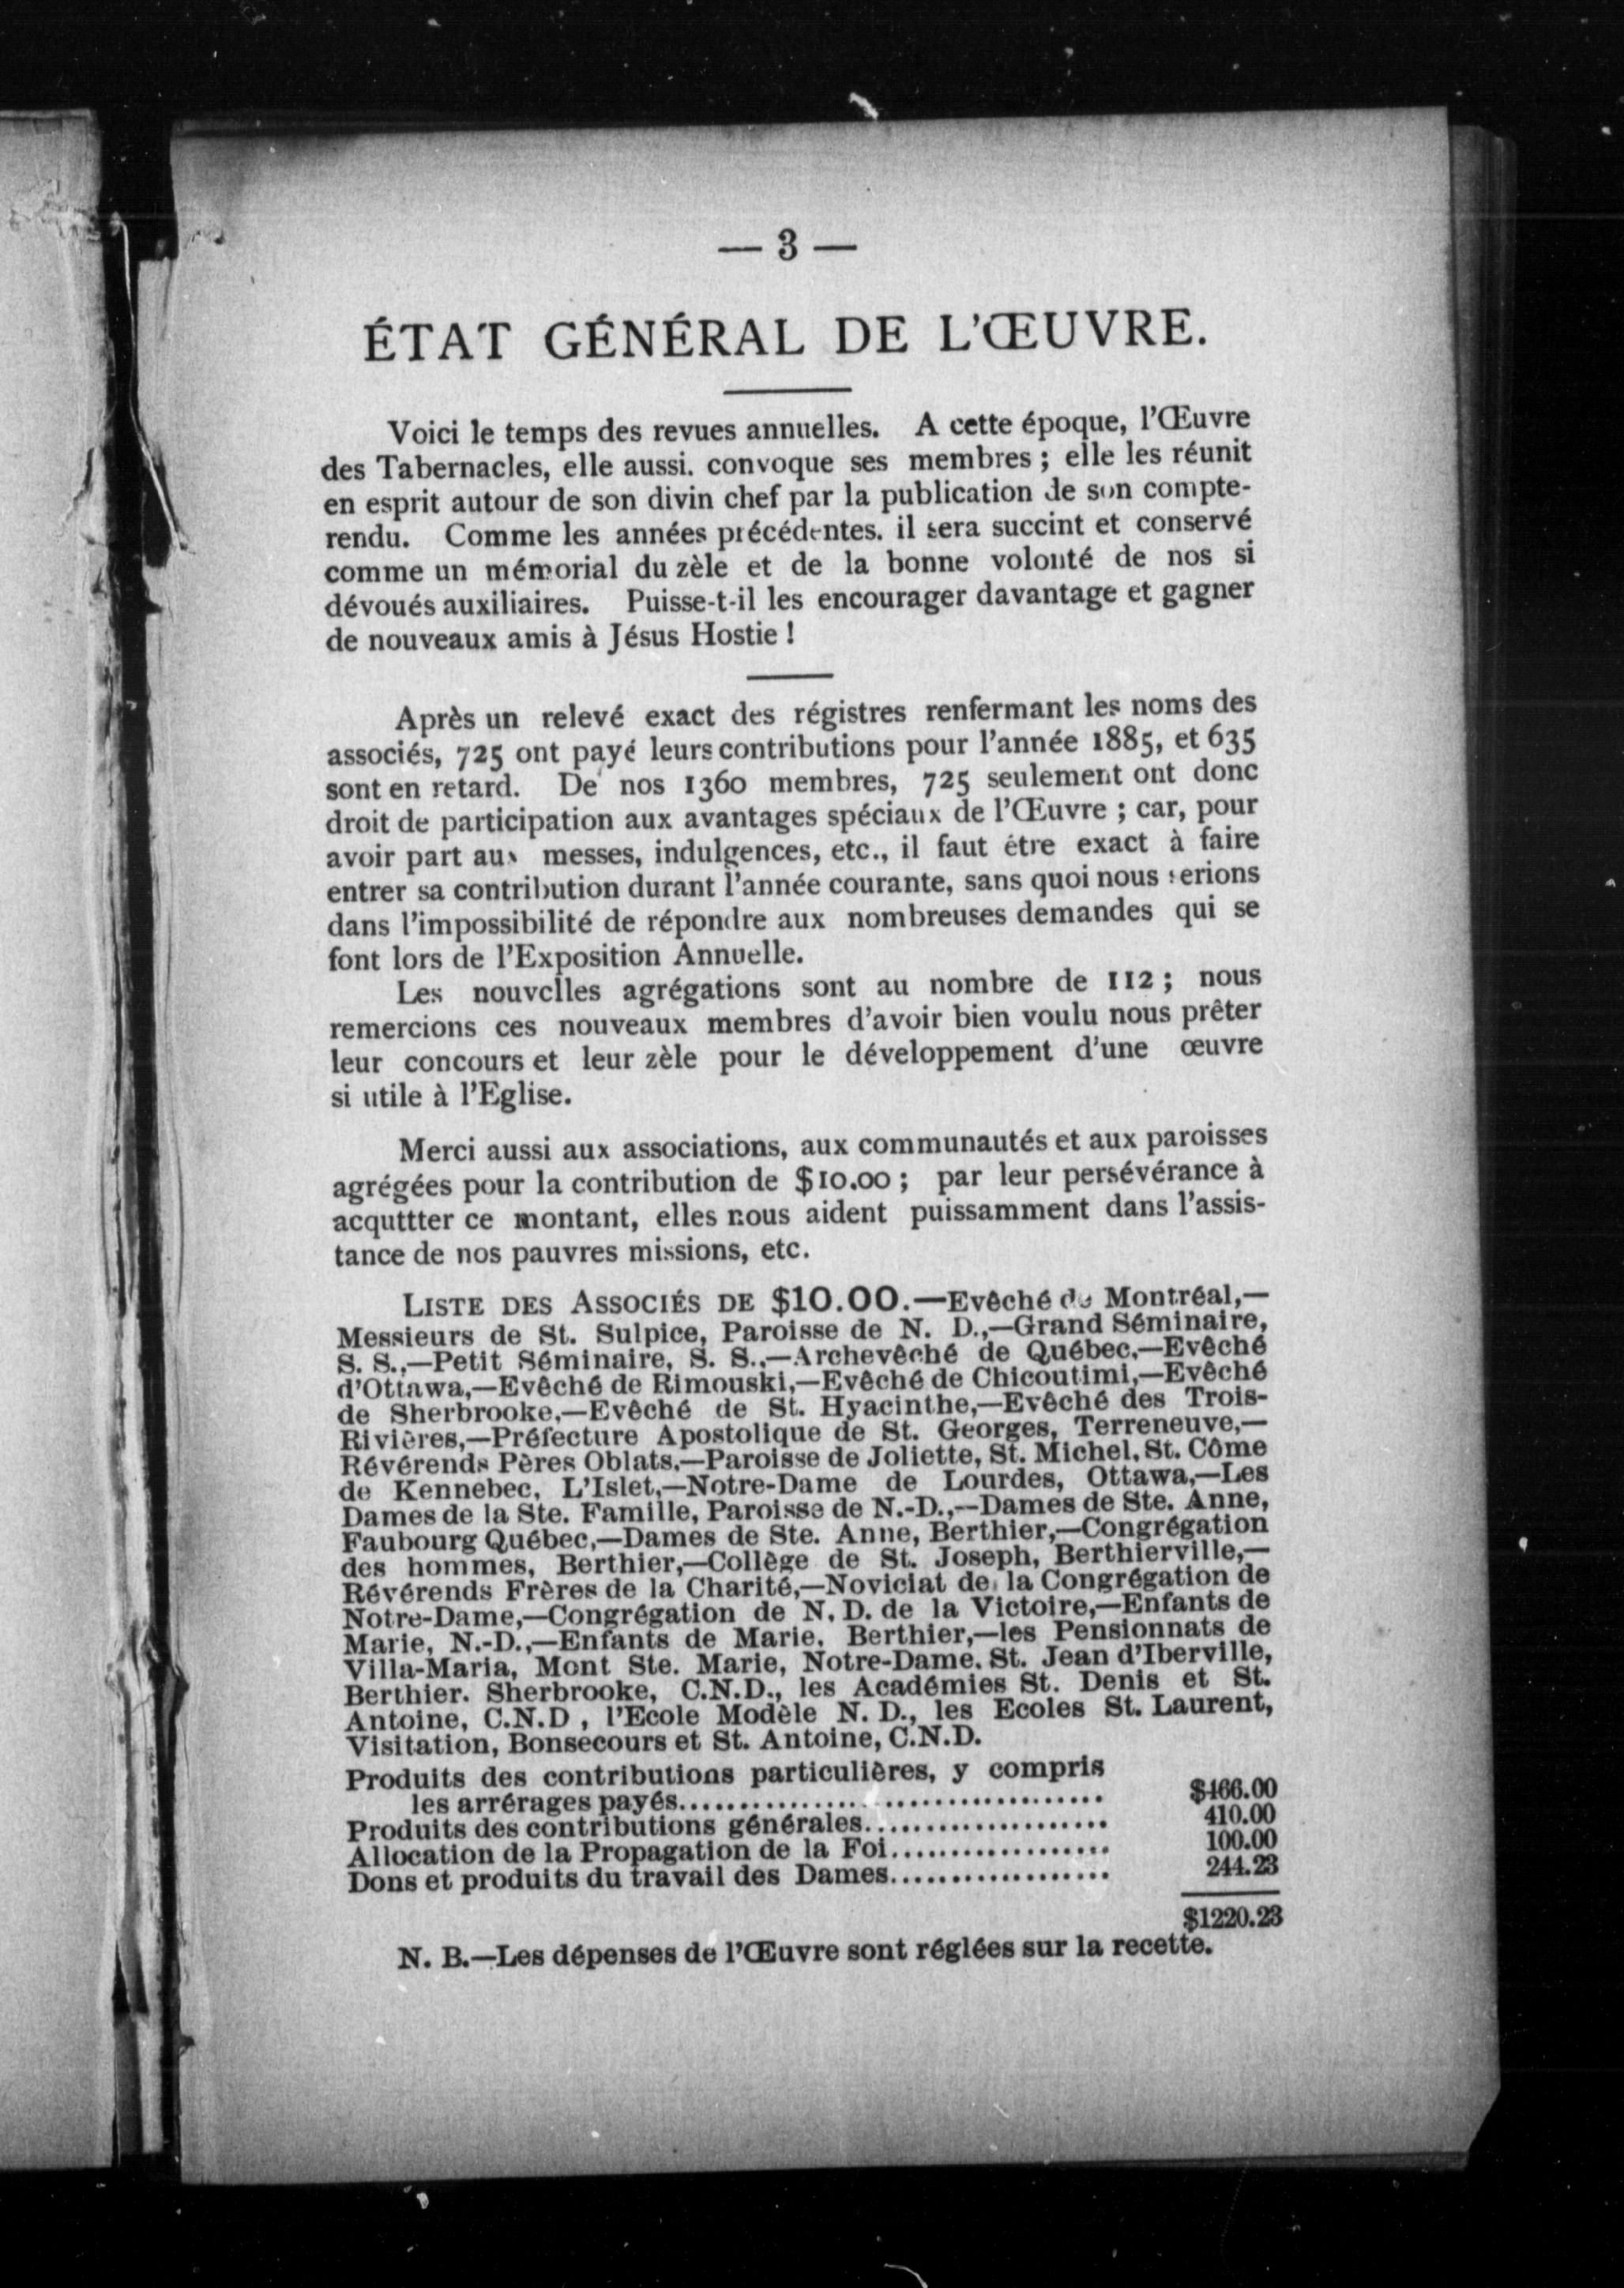 — 3 —
ÉTAT GÉNÉRAL DE L'ŒUVRE.
Voici le temps des revues annuelles. A cette époque, l'Œuvre
des Tabernacles, elle aussi. convoque ses membres ; elle les réunit
en esprit autour de son divin chef par la publication de son compte-
rendu. Comme les années précédentes. il sera succint et conservé
comme un mémorial du zèle et de la bonne volonté de nos si
dévoués auxiliaires. Puisse-t-il les encourager davantage et gagner
de nouveaux amis à Jésus Hostie !
Après un relevé exact des régistres renfermant les noms des
associés, 725 ont payé leurs contributions pour l'année 1885, et 635
sont en retard. De nos 1360 membres, 725 seulement ont donc
droit de participation aux avantages spéciaux de l'Œuvre ; car, pour
avoir part aux messes, indulgences, etc., il faut être exact à faire
entrer sa contribution durant l'année courante, sans quoi nous serions
dans l'impossibilité de répondre aux nombreuses demandes qui se
font lors de l'Exposition Annuelle.
Les nouvelles agrégations sont au nombre de 112 ; nous
remercions ces nouveaux membres d'avoir bien voulu nous prêter
leur concours et leur zèle pour le développement d'une œuvre
si utile à l'Eglise.
Merci aussi aux associations, aux communautés et aux paroisses
agrégées pour la contribution de $10.00 ; par leur persévérance à
acquttter ce montant, elles nous aident puissamment dans l'assis-
tance de nos pauvres missions, etc.
LISTE DES ASSOCIÉS DE $10.00.—Evêché de Montréal,—
Messieurs de St. Sulpice, Paroisse de N. D.,—Grand Séminaire,
S. S.,—Petit Séminaire, S. S.,—Archevêché de Québec,—Evêché
d'Ottawa,—Evêché de Rimouski,—Evêché de Chicoutimi,—Evêché
de Sherbrooke,—Evêché de St. Hyacinthe,—Evêché des Trois-
Rivières,—Préfecture Apostolique de St. Georges, Terreneuve,—
Révérends Pères Oblats,—Paroisse de Joliette, St. Michel, St. Côme
de Kennebec, L'Islet,—Notre-Dame de Lourdes, Ottawa,—Les
Dames de la Ste. Famille, Paroisse de N.-D.,—Dames de Ste. Anne,
Faubourg Québec,—Dames de Ste. Anne, Berthier,—Congrégation
des hommes, Berthier,—Collège de St. Joseph, Berthierville,—
Révérends Frères de la Charité,—Noviciat de la Congrégation de
Notre-Dame,—Congrégation de N. D. de la Victoire,—Enfants de
Marie, N.-D.,—Enfants de Marie, Berthier,—les Pensionnats de
Villa-Maria, Mont Ste. Marie, Notre-Dame. St. Jean d'Iberville,
Berthier. Sherbrooke, C.N.D., les Académies St. Denis et St.
Antoine, C.N.D , l'Ecole Modèle N. D., les Ecoles St. Laurent,
Visitation, Bonsecours et St. Antoine, C.N.D.
Produits des contributions particulières, y compris
les arrérages payés.................................... $466.00
Produits des contributions générales.................... 410.00
Allocation de la Propagation de la Foi.................. 100.00
Dons et produits du travail des Dames.................. 244.23
$1220.23
N. B.—Les dépenses de l'Œuvre sont réglées sur la recette.